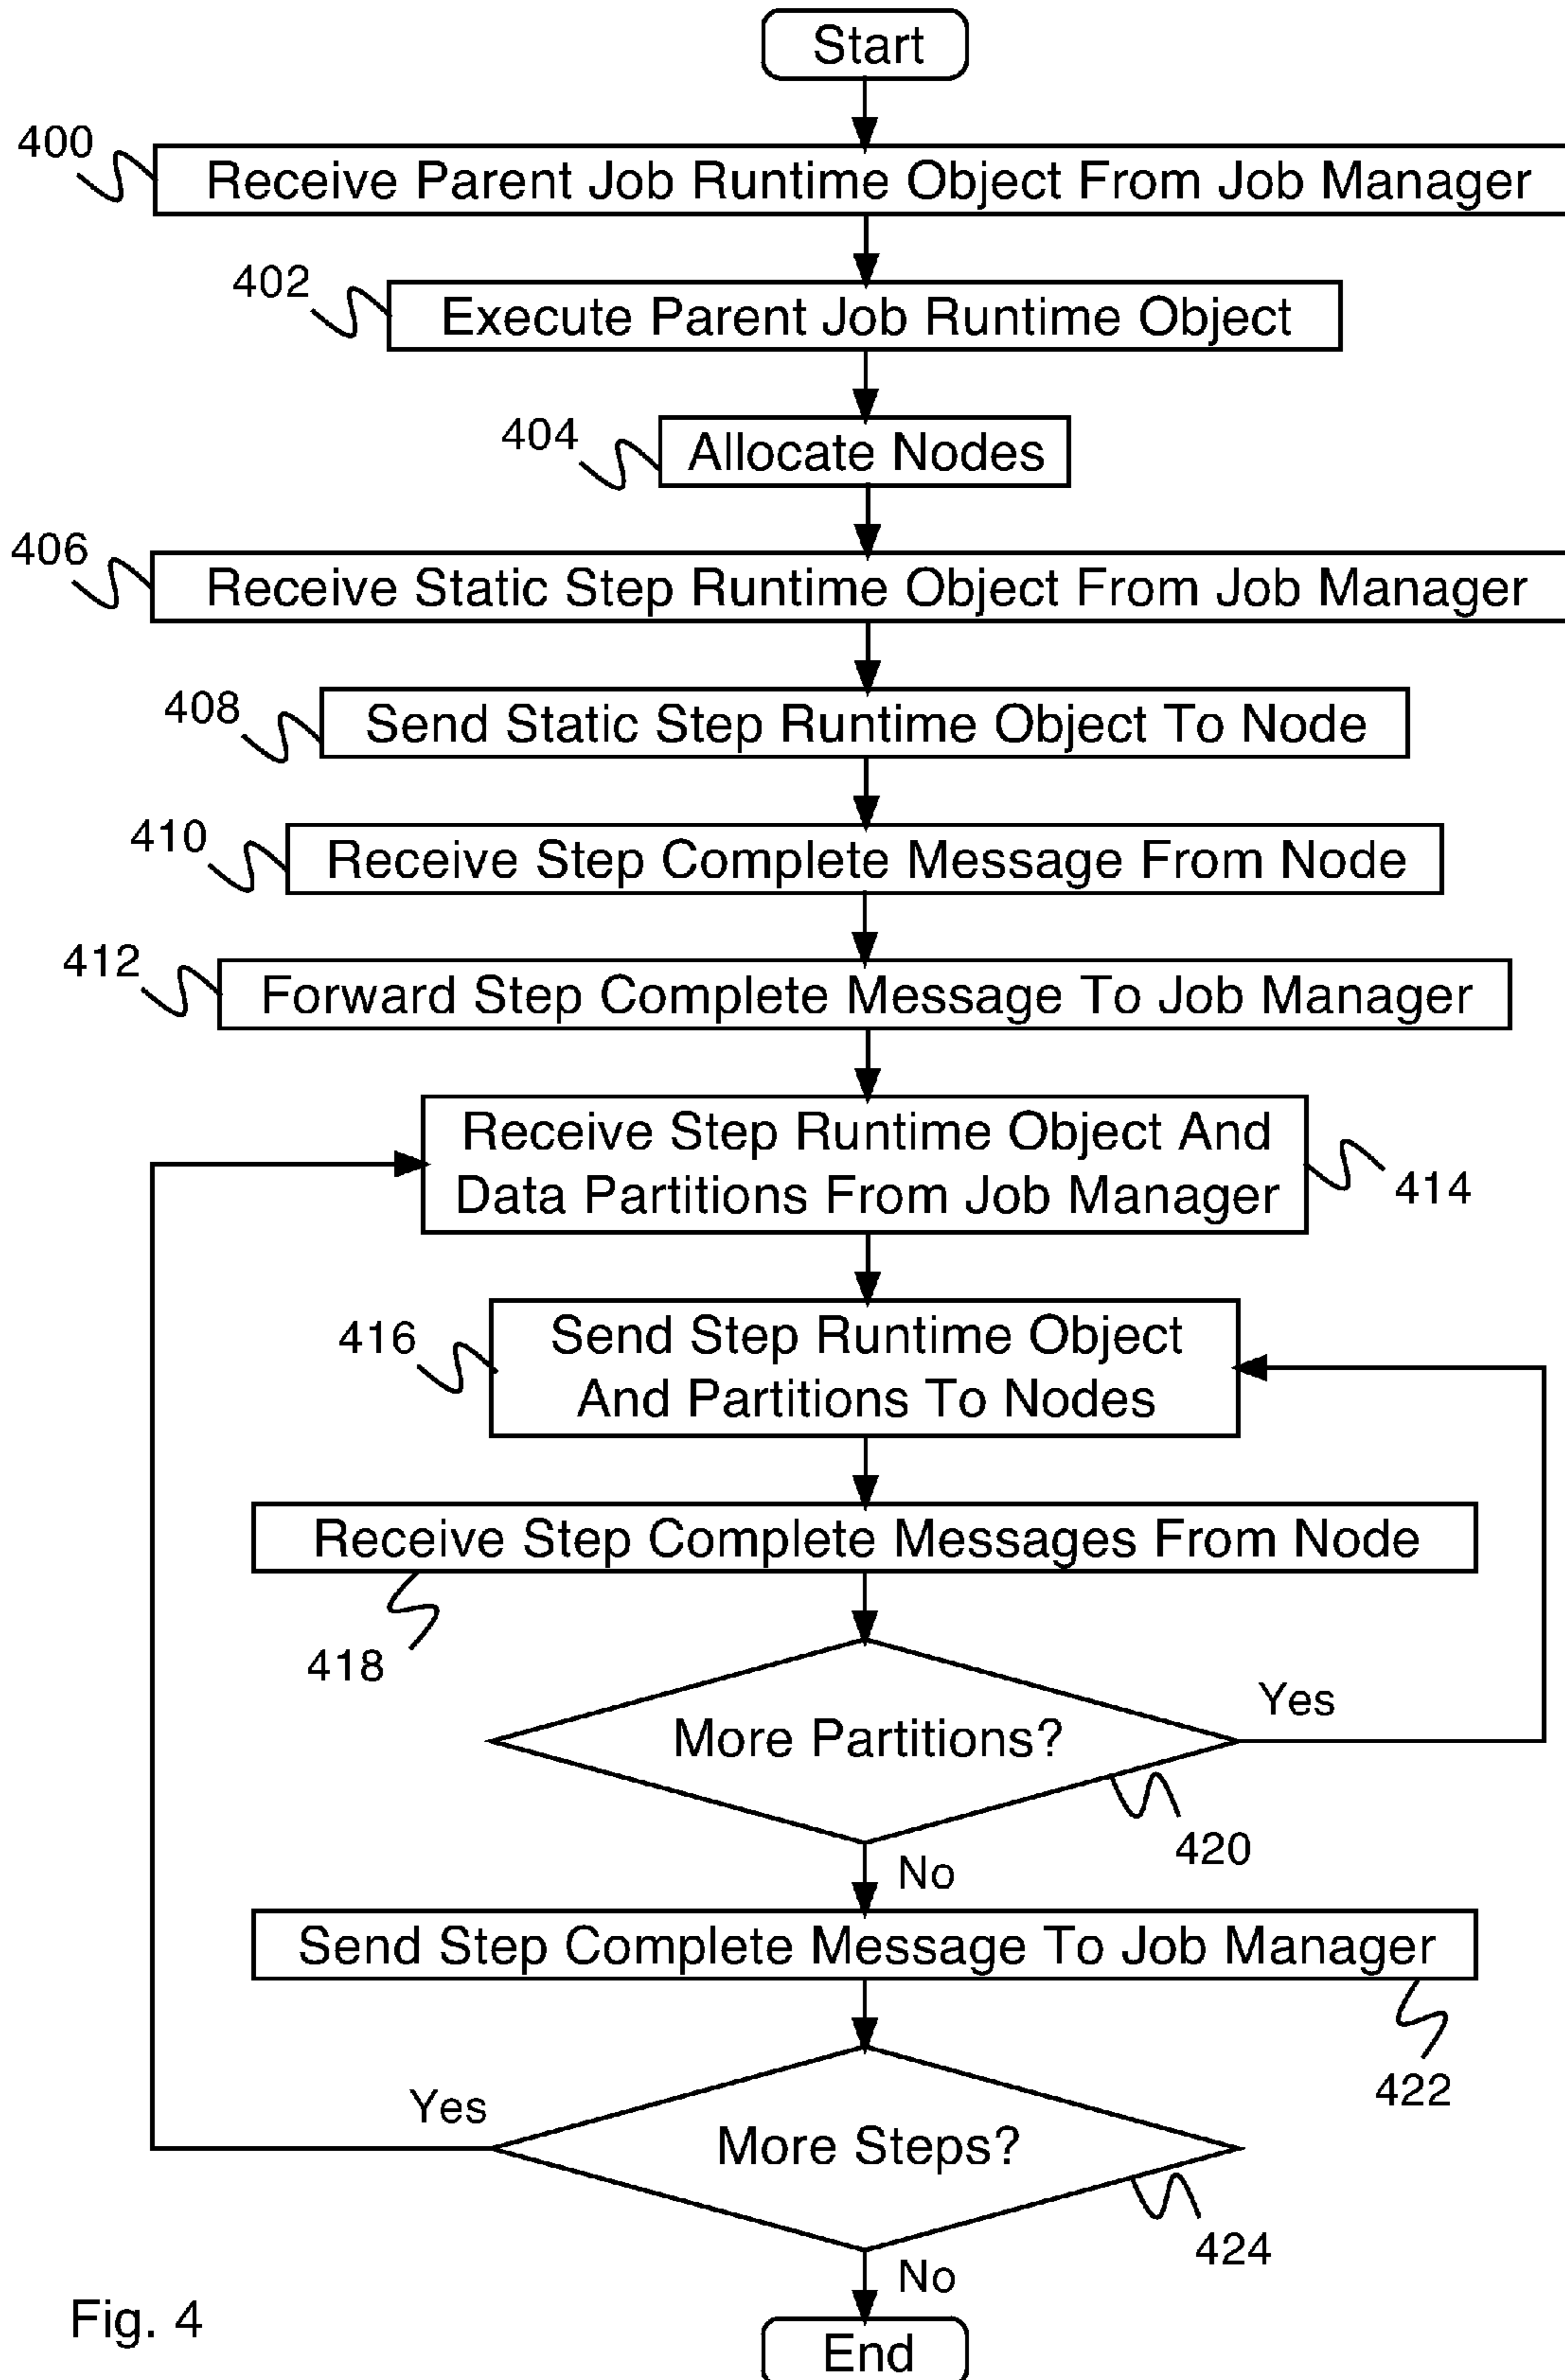 Start
400
Receive Parent Job Runtime Object From Job Manager
402
Execute Parent Job Runtime Object
404
Allocate Nodes
406
Receive Static Step Runtime Object From Job Manager
408
Send Static Step Runtime Object To Node
410
Receive Step Complete Message From Node
412
Forward Step Complete Message To Job Manager
Receive Step Runtime Object And
Data Partitions From Job Manager
414
416
Send Step Runtime Object
And Partitions To Nodes
Receive Step Complete Messages From Node
418
More Partitions?
Yes
420
No
Send Step Complete Message To Job Manager
422
Yes
More Steps?
424
No
End
Fig. 4